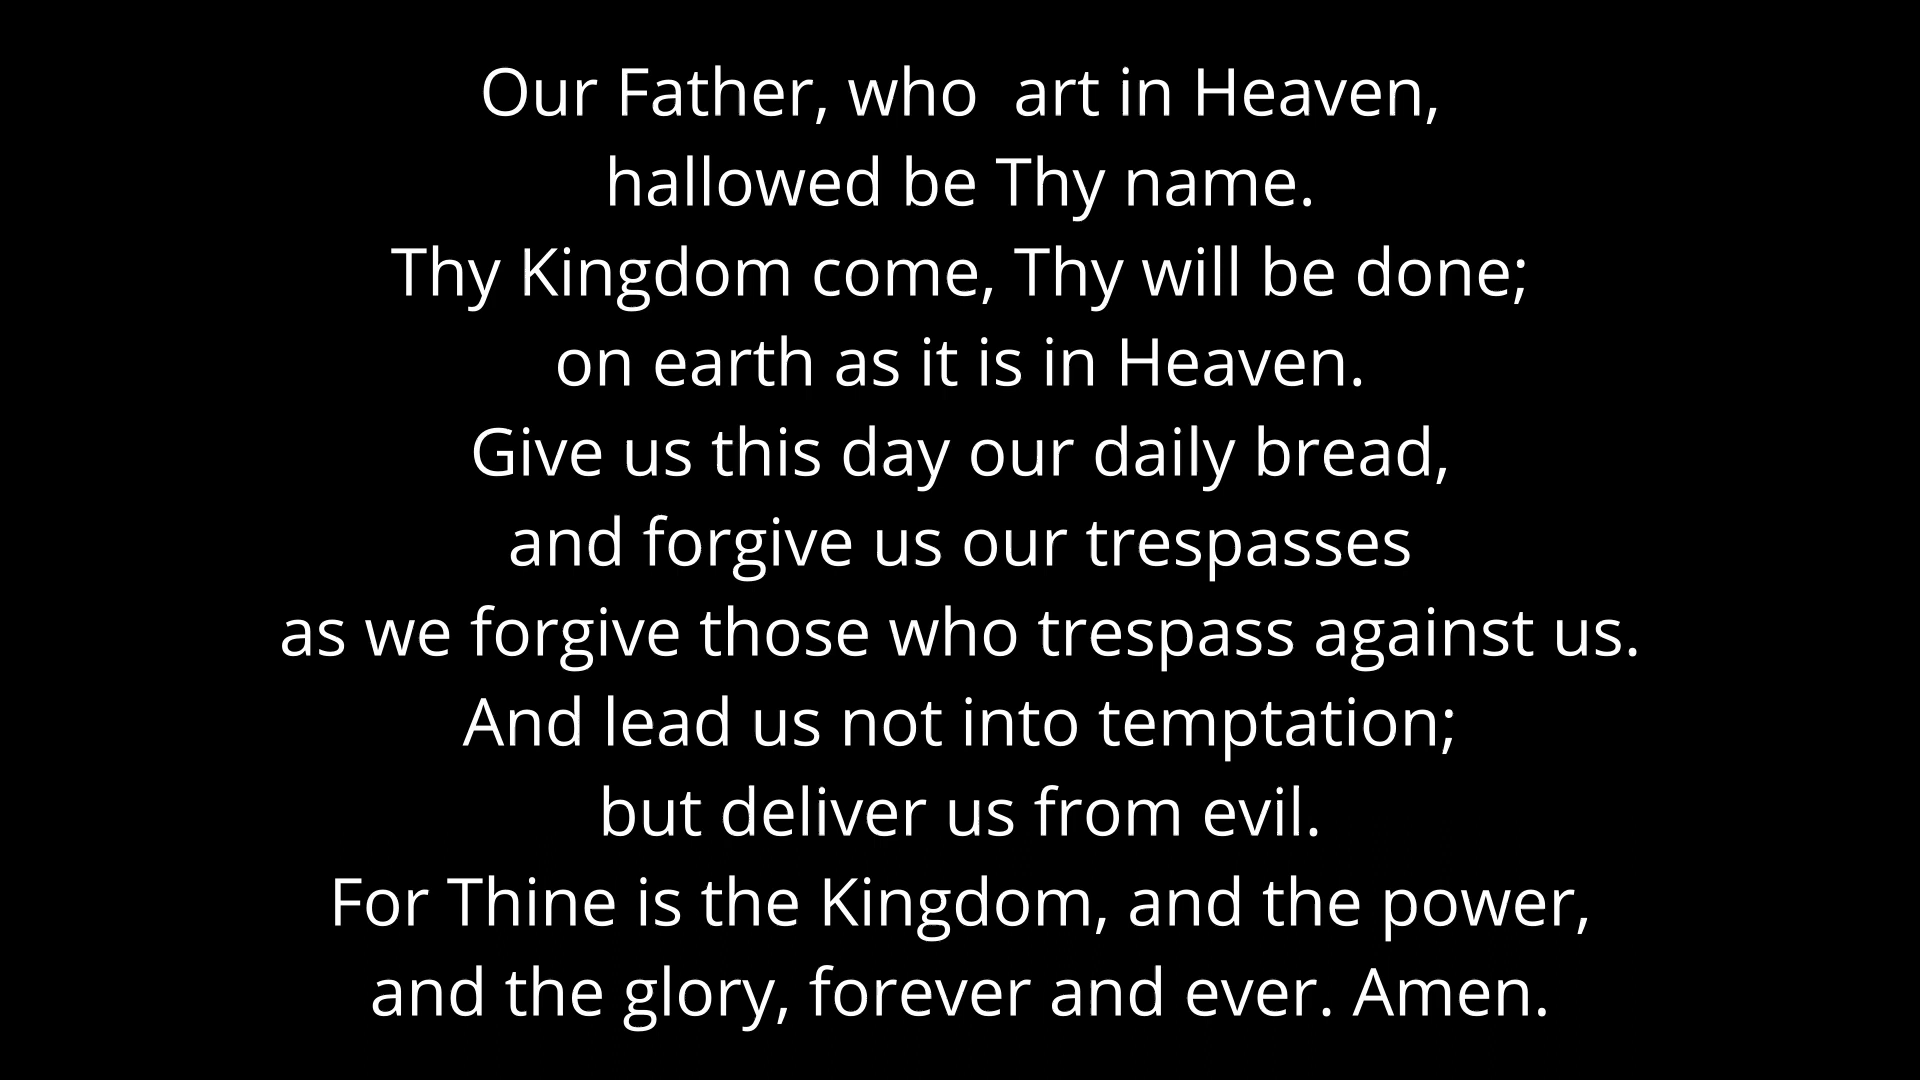 Our Father, who  art in Heaven,
hallowed be Thy name.
Thy Kingdom come, Thy will be done;
on earth as it is in Heaven.
Give us this day our daily bread,
and forgive us our trespasses
as we forgive those who trespass against us.
And lead us not into temptation;
but deliver us from evil.
For Thine is the Kingdom, and the power,
and the glory, forever and ever. Amen.